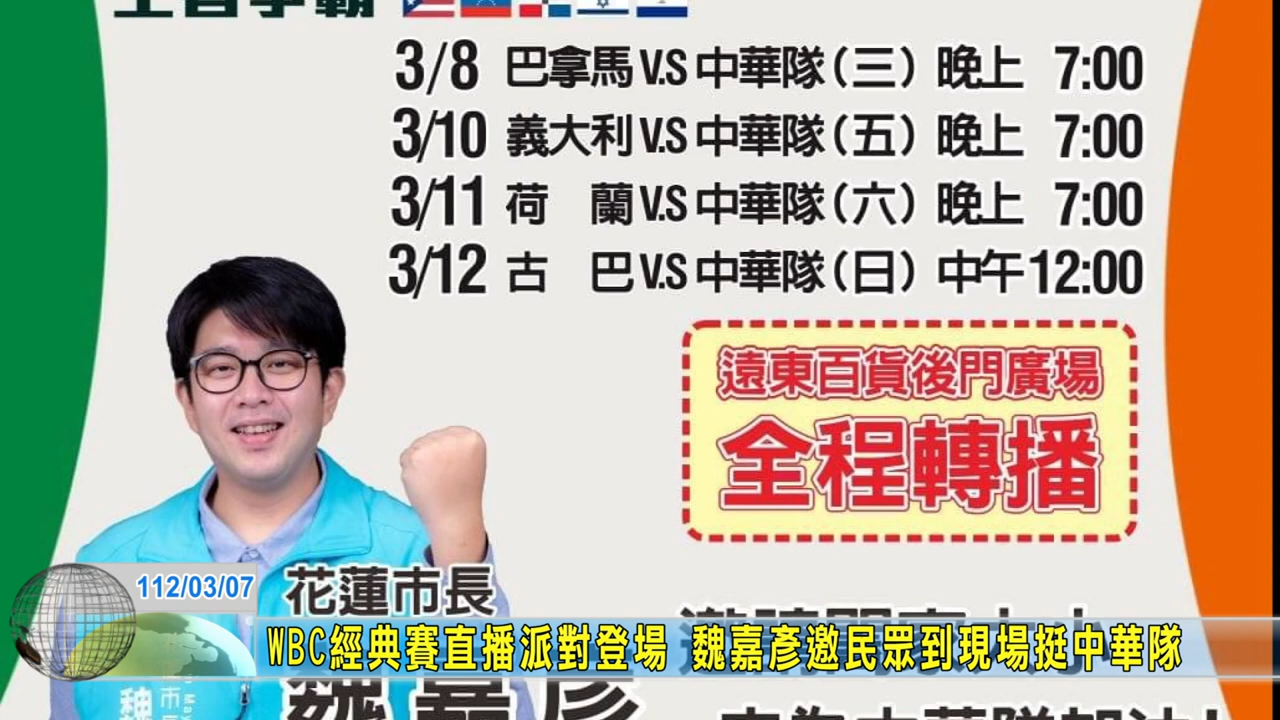 3/8 巴拿馬 V.S 中華隊(三) 晚上 7:00
3/10 義大利 V.S 中華隊(五) 晚上 7:00
3/11 荷 蘭 V.S 中華隊(六) 晚上 7:00
3/12 古 巴 V.S 中華隊(日) 中午 12:00
遠東百貨後門廣場
全程轉播
112/03/07
花蓮市長
WBC經典賽直播派對登場 魏嘉彥邀民眾到現場挺中華隊
魏嘉彥
魏